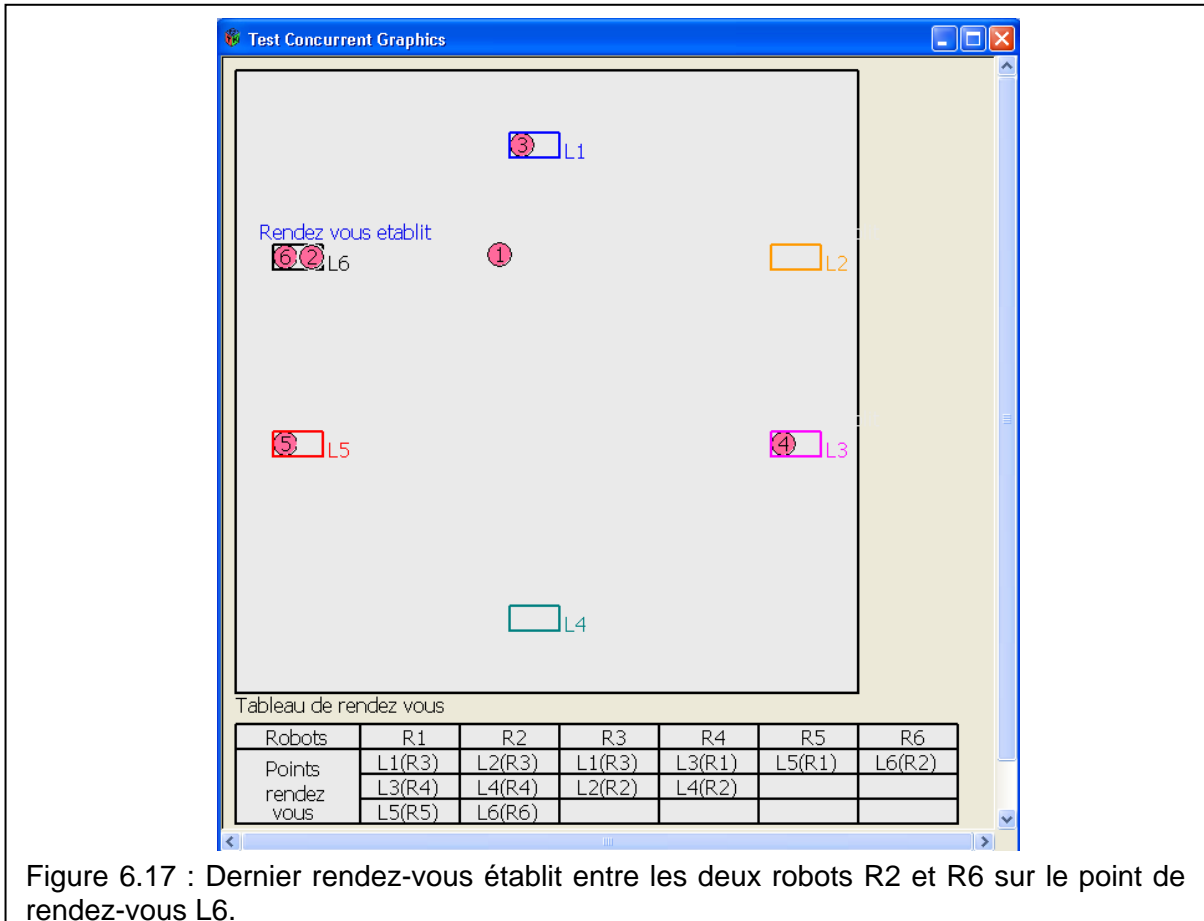 Test Concurrent Graphics
3
L1
Rendez vous etablit
6 2 L6
1
L2
5 L5
4 L3
L4
Tableau de rendez vous
Robots R1 R2 R3 R4 R5 R6
Points rendez vous
L1(R3) L2(R3) L1(R3) L3(R1) L5(R1) L6(R2)
L3(R4) L4(R4) L2(R2) L4(R2)
L5(R5) L6(R6)
Figure 6.17 : Dernier rendez-vous établit entre les deux robots R2 et R6 sur le point de
rendez-vous L6.